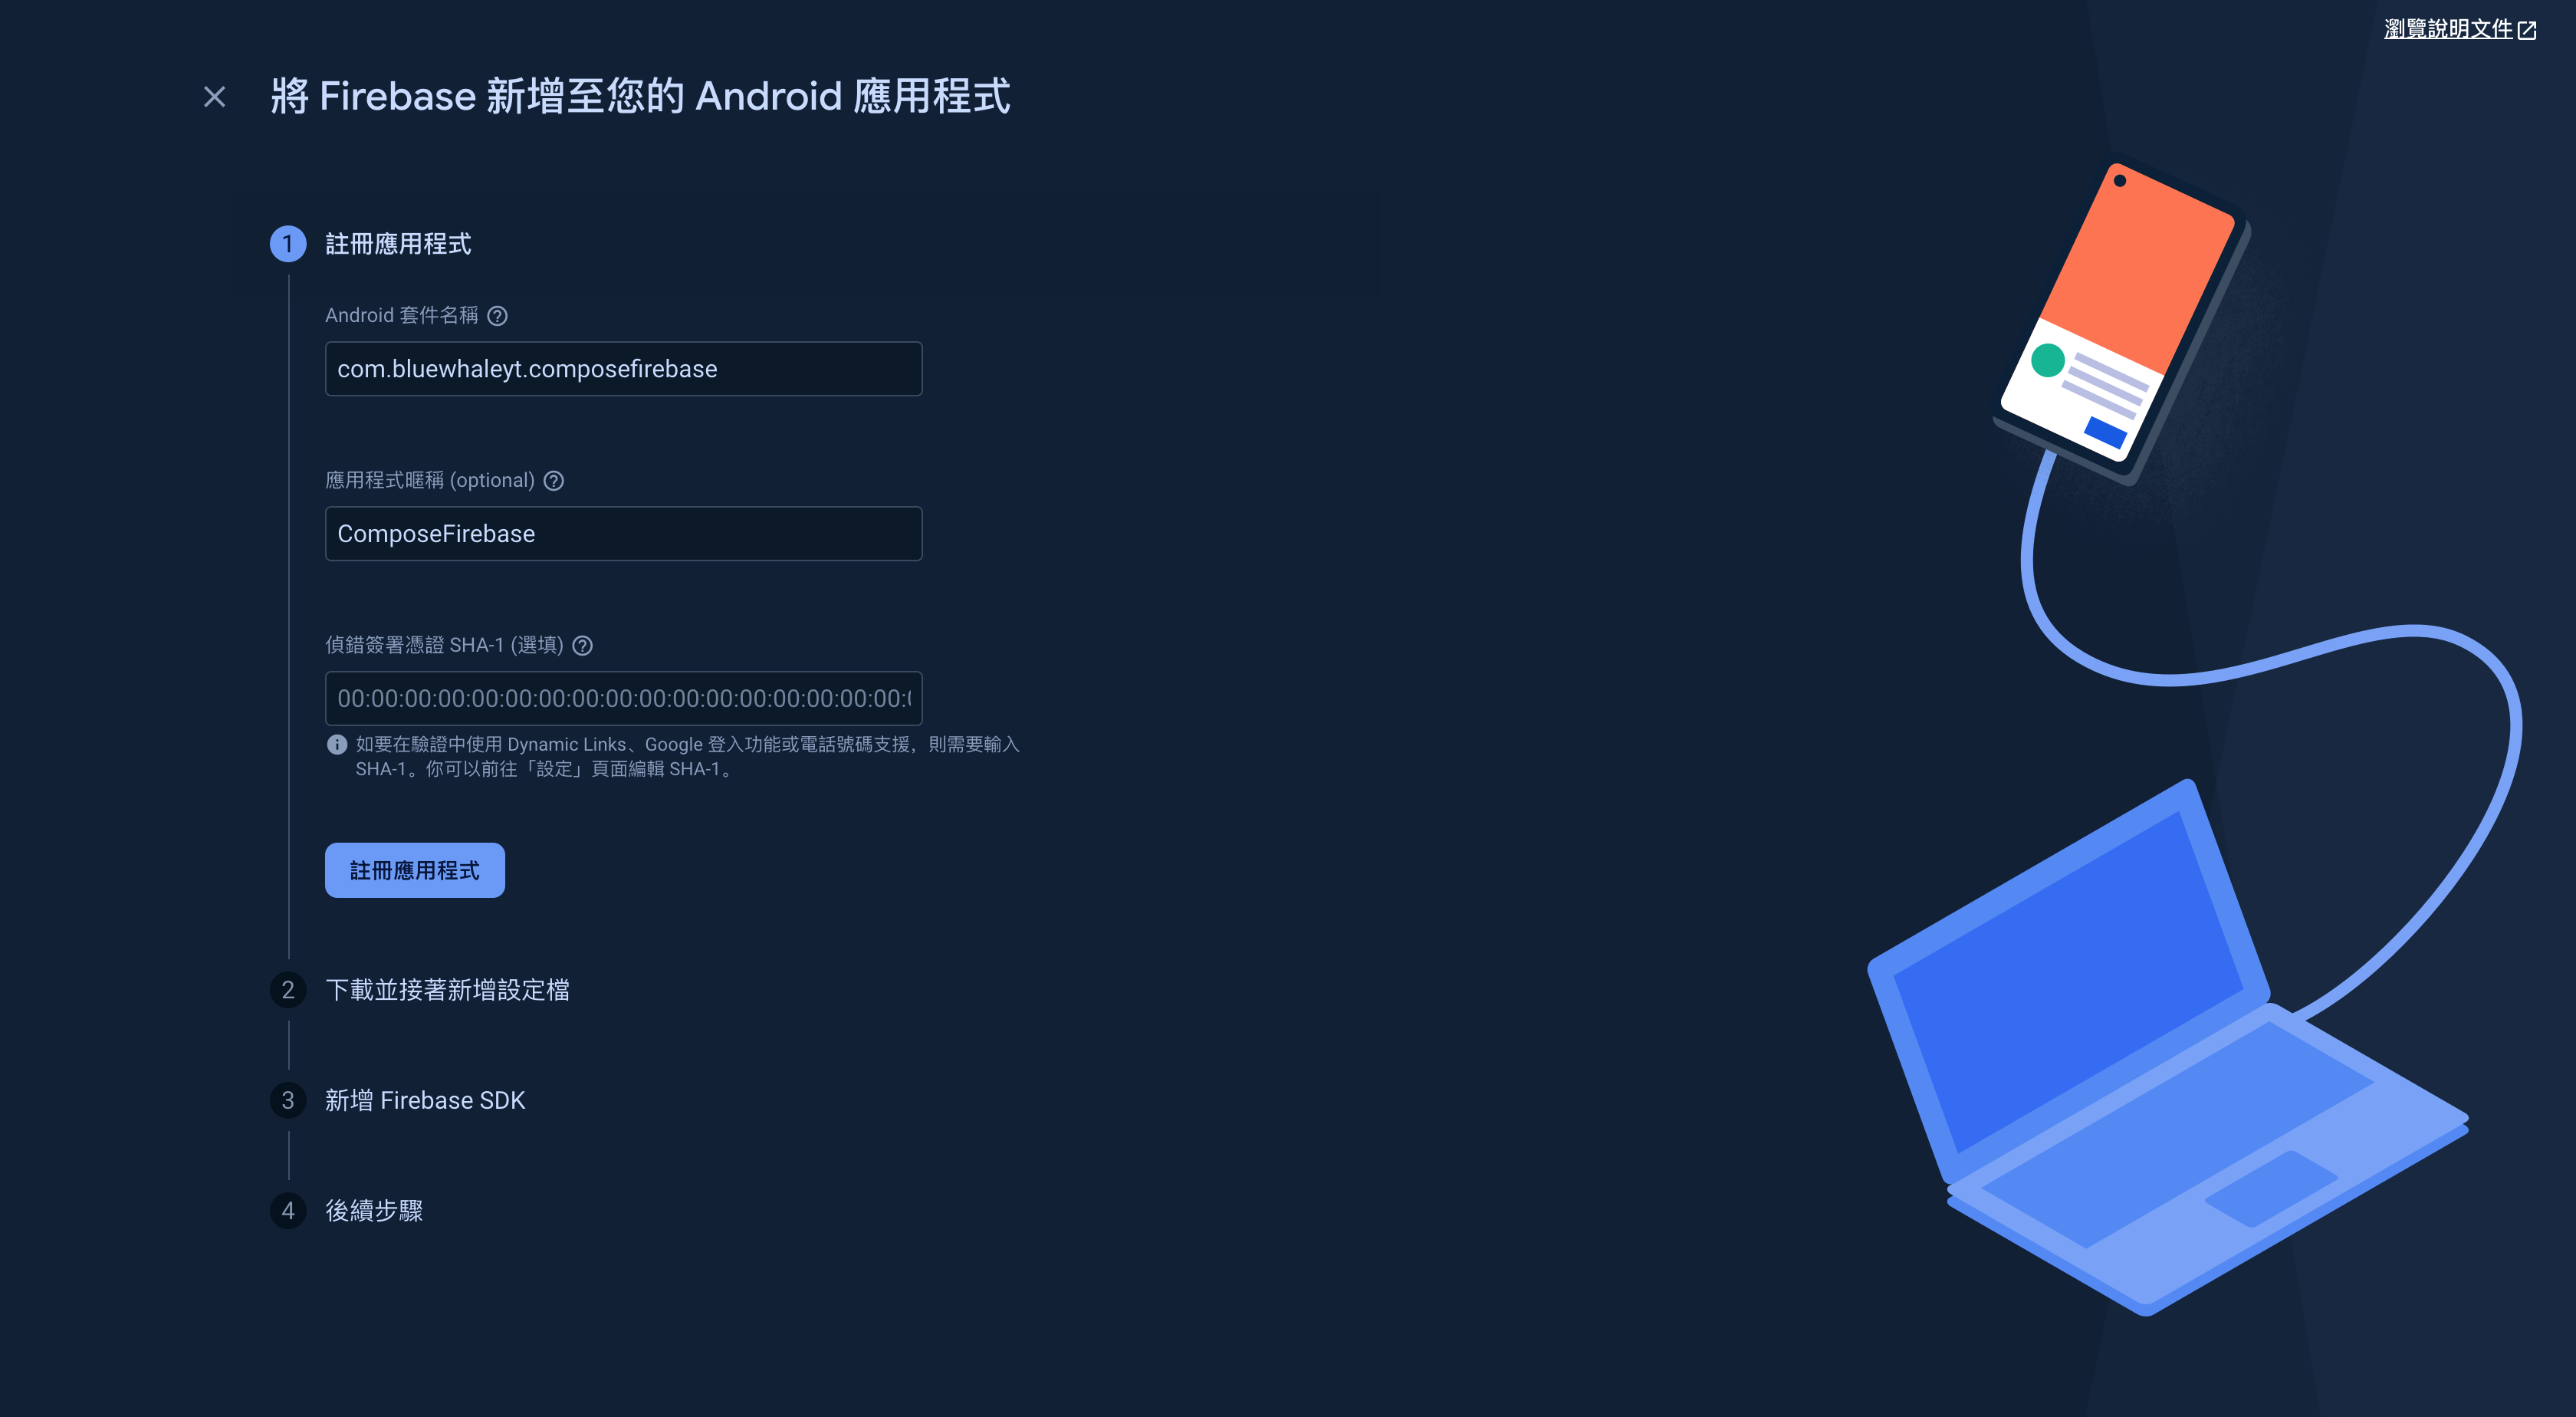 瀏覽說明文件
將 Firebase 新增至您的 Android 應用程式
1 註冊應用程式
Android 套件名稱
com.bluewhaleyt.composefirebase
應用程式暱稱 (optional)
ComposeFirebase
偵錯簽署憑證 SHA-1 (選填)
00:00:00:00:00:00:00:00:00:00:00:00:00:00:00:00:00:
如要在驗證中使用 Dynamic Links、Google 登入功能或電話號碼支援，則需要輸入
SHA-1。你可以前往「設定」頁面編輯 SHA-1。
註冊應用程式
2 下載並接著新增設定檔
3 新增 Firebase SDK
4 後續步驟